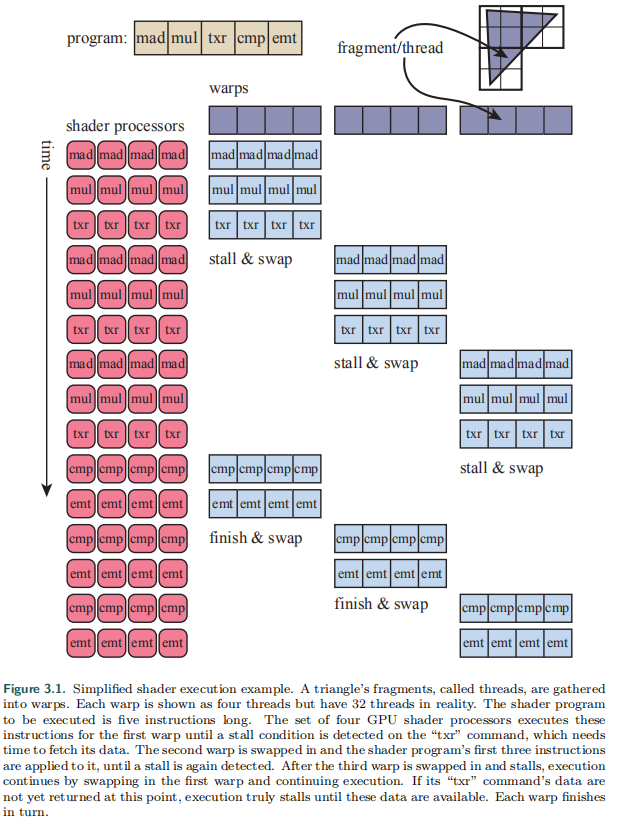 program: mad mul txr cmp emt
fragment/thread
warps
shader processors
time
mad mad mad mad mad mad mad mad
mul mul mul mul mul mul mul mul
txr txr txr txr txr txr txr txr
mad mad mad mad stall & swap mad mad mad mad
mul mul mul mul mul mul mul mul
txr txr txr txr txr txr txr txr
mad mad mad mad stall & swap mad mad mad mad
mul mul mul mul mul mul mul mul
txr txr txr txr txr txr txr txr
cmp cmp cmp cmp cmp cmp cmp cmp stall & swap
emt emt emt emt emt emt emt emt
cmp cmp cmp cmp finish & swap cmp cmp cmp cmp
emt emt emt emt emt emt emt emt
cmp cmp cmp cmp finish & swap cmp cmp cmp cmp
emt emt emt emt emt emt emt emt
Figure 3.1. Simplified shader execution example. A triangle's fragments, called threads, are gathered
into warps. Each warp is shown as four threads but have 32 threads in reality. The shader program
to be executed is five instructions long. The set of four GPU shader processors executes these
instructions for the first warp until a stall condition is detected on the “txr” command, which needs
time to fetch its data. The second warp is swapped in and the shader program's first three instructions
are applied to it, until a stall is again detected. After the third warp is swapped in and stalls, execution
continues by swapping in the first warp and continuing execution. If its “txr” command's data are
not yet returned at this point, execution truly stalls until these data are available. Each warp finishes
in turn.